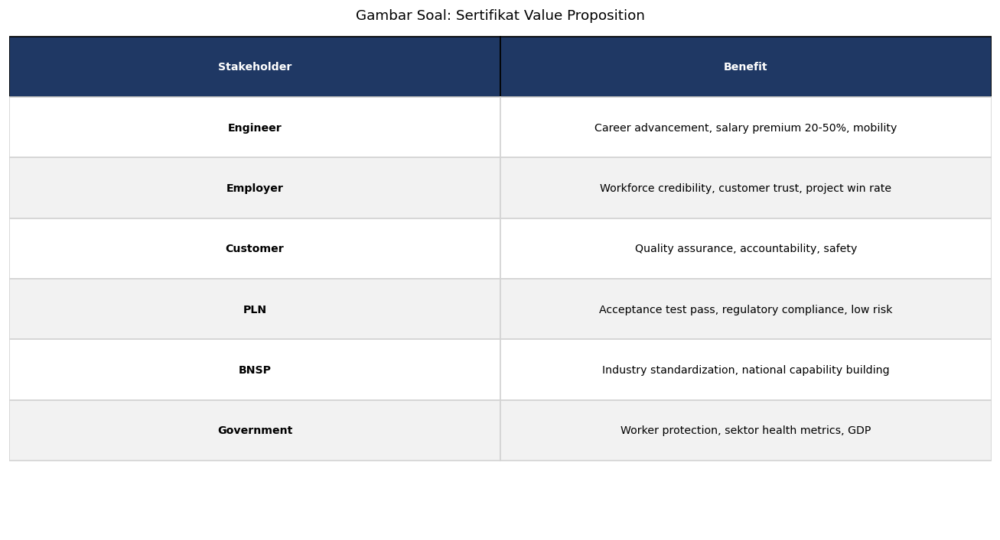 Gambar Soal: Sertifikat Value Proposition
Stakeholder Benefit
Engineer Career advancement, salary premium 20-50%, mobility
Employer Workforce credibility, customer trust, project win rate
Customer Quality assurance, accountability, safety
PLN Acceptance test pass, regulatory compliance, low risk
BNSP Industry standardization, national capability building
Government Worker protection, sektor health metrics, GDP